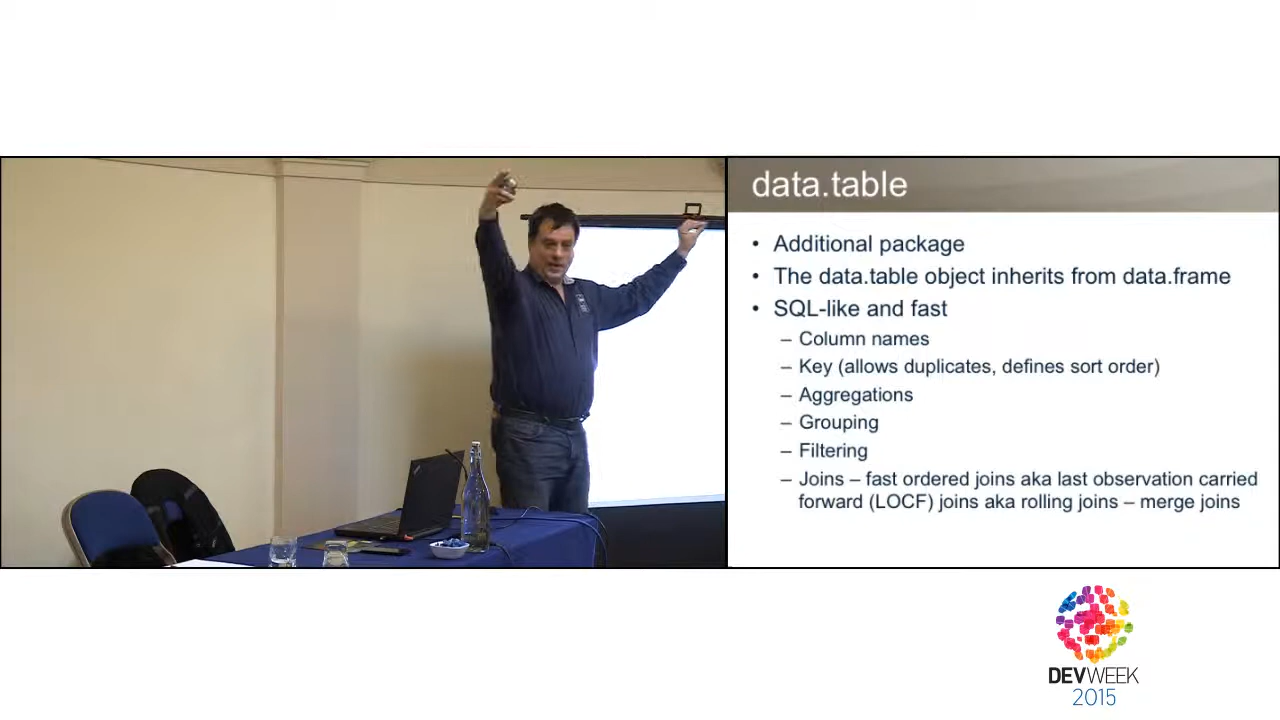 data.table
• Additional package
• The data.table object inherits from data.frame
• SQL-like and fast
– Column names
– Key (allows duplicates, defines sort order)
– Aggregations
– Grouping
– Filtering
– Joins – fast ordered joins aka last observation carried
forward (LOCF) joins aka rolling joins – merge joins
DEVWEEK
2015